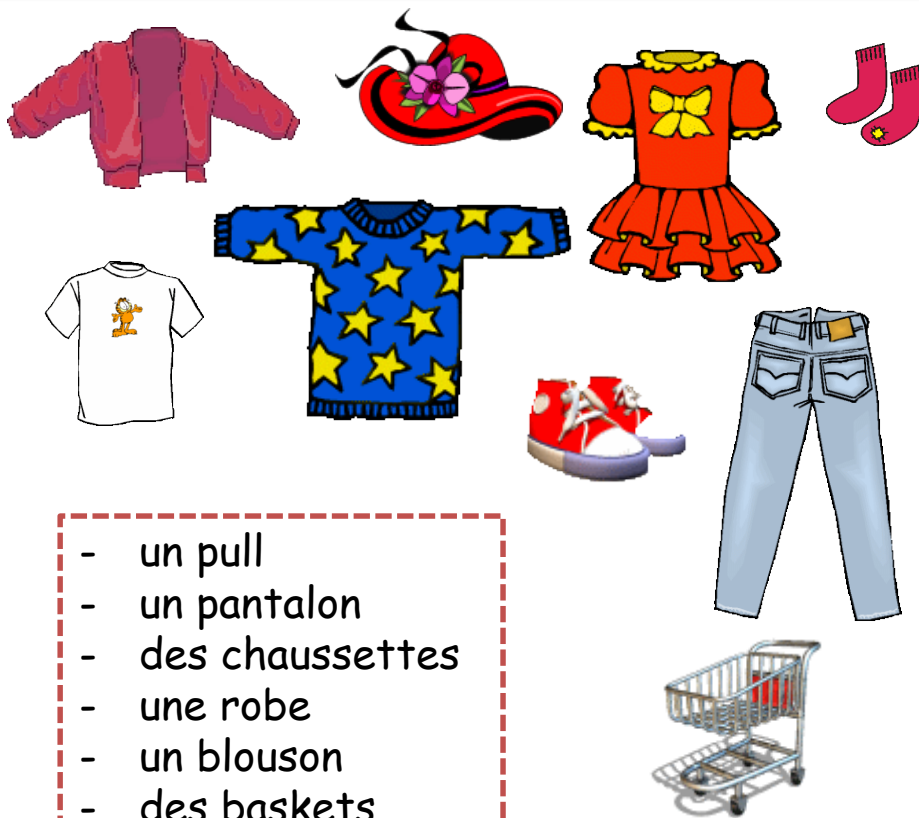 - un pull
- un pantalon
- des chaussettes
- une robe
- un blouson
- des baskets